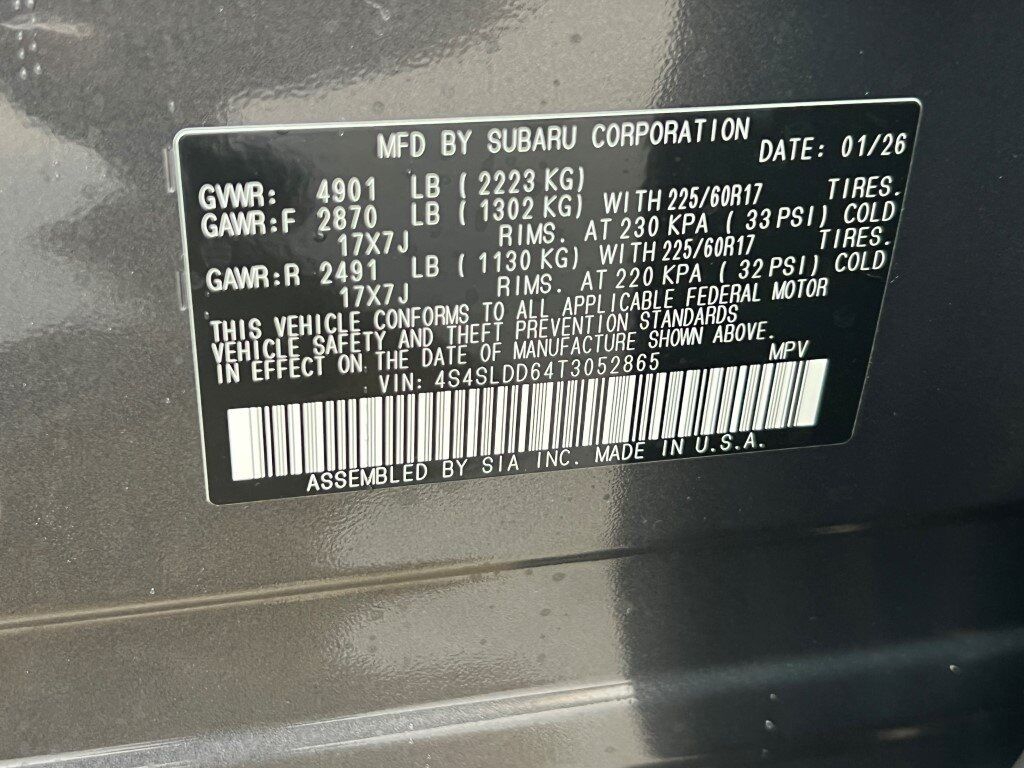 MFD BY SUBARU CORPORATION DATE: 01/26
GVWR: 4901 LB ( 2223 KG)
GAWR:F 2870 LB ( 1302 KG) WITH 225/60R17 TIRES.
17X7J RIMS. AT 230 KPA ( 33 PSI) COLD
GAWR:R 2491 LB ( 1130 KG) WITH 225/60R17 TIRES.
17X7J RIMS. AT 220 KPA ( 32 PSI) COLD
THIS VEHICLE CONFORMS TO ALL APPLICABLE FEDERAL MOTOR
VEHICLE SAFETY AND THEFT PREVENTION STANDARDS
IN EFFECT ON THE DATE OF MANUFACTURE SHOWN ABOVE.
VIN: 4S4SLDD64T3052865 MPV
ASSEMBLED BY SIA INC. MADE IN U.S.A.